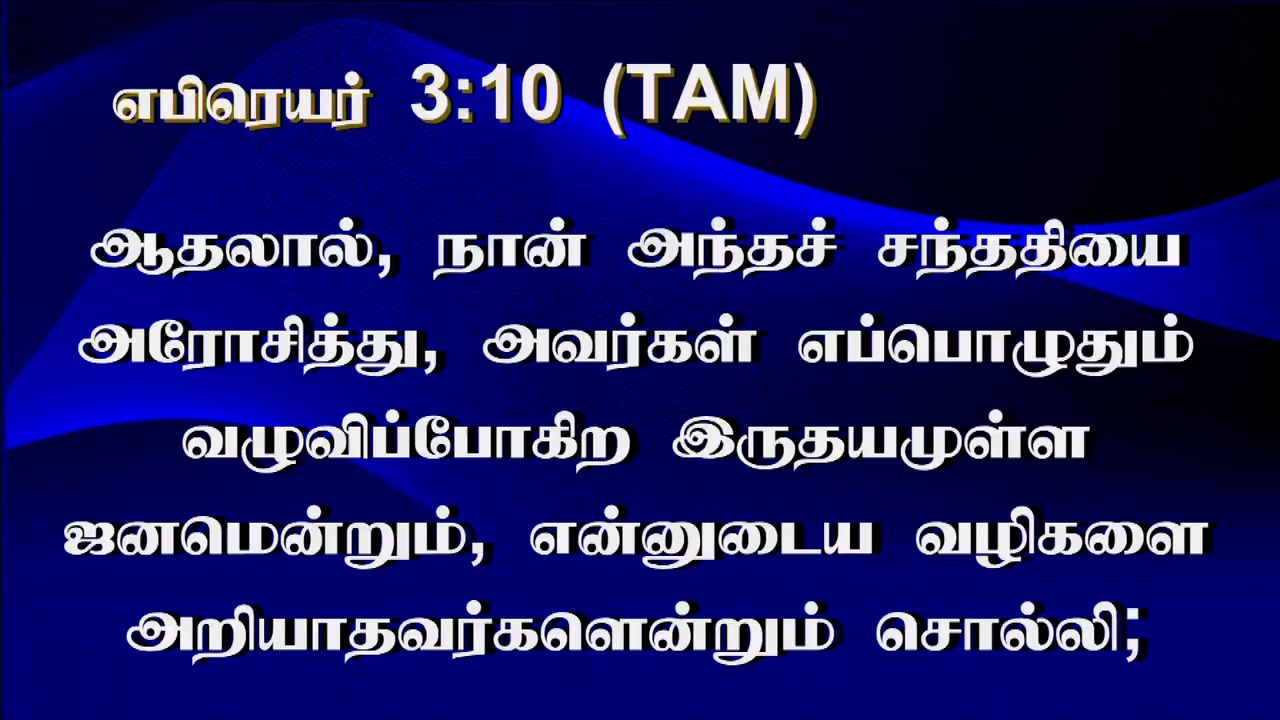 எபிரெயர் 3:10 (TAM)
ஆதலால், நான் அந்தச் சந்ததியை
அரோசித்து, அவர்கள் எப்பொழுதும்
வழுவிப்போகிற இருதயமுள்ள
ஜனமென்றும், என்னுடைய வழிகளை
அறியாதவர்களென்றும் சொல்லி;